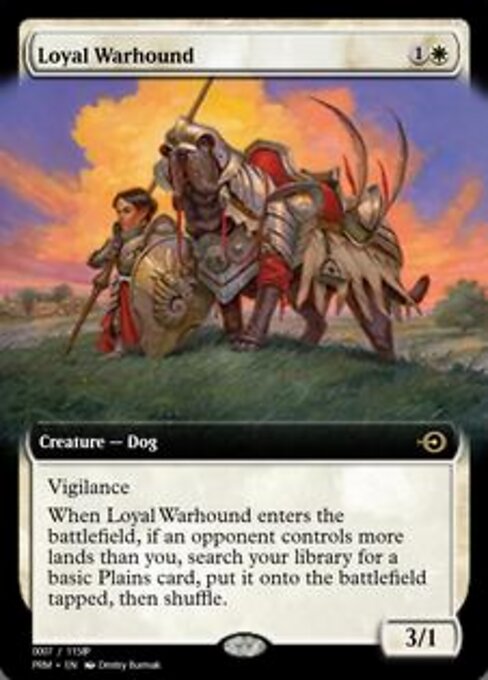 Loyal Warhound 1
Creature — Dog
Vigilance
When Loyal Warhound enters the
battlefield, if an opponent controls more
lands than you, search your library for a
basic Plains card, put it onto the battlefield
tapped, then shuffle.
3/1
PRM • EN Dmitry Burmak